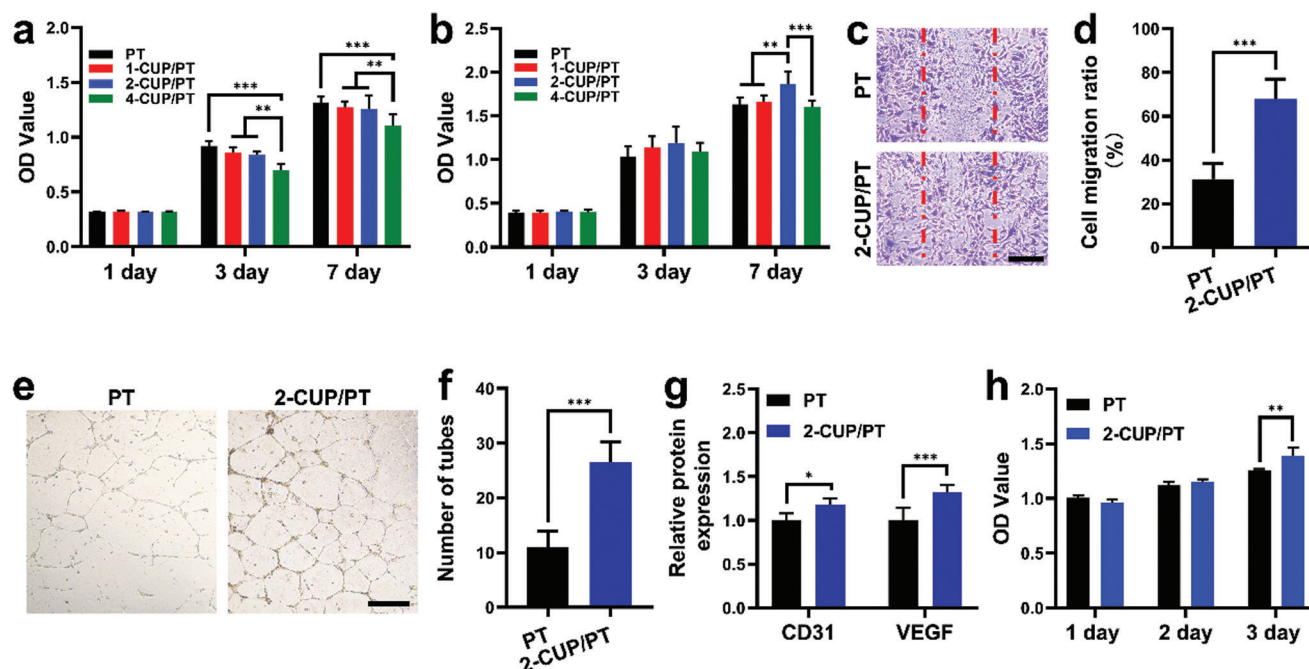 a
OD Value
2.0
1.5
1.0
0.5
0.0
PT
1-CUP/PT
2-CUP/PT
4-CUP/PT
***
**
***
**
1 day
3 day
7 day
b
OD Value
2.5
2.0
1.5
1.0
0.5
0.0
PT
1-CUP/PT
2-CUP/PT
4-CUP/PT
**
***
1 day
3 day
7 day
c
PT
2-CUP/PT
d
Cell migration ratio
(%)
100
80
60
40
20
0
***
PT
2-CUP/PT
e
PT
2-CUP/PT
f
Number of tubes
40
30
20
10
0
***
PT
2-CUP/PT
g
Relative protein
expression
2.5
2.0
1.5
1.0
0.5
0.0
PT
2-CUP/PT
*
***
CD31
VEGF
h
OD Value
2.0
1.5
1.0
0.5
0.0
PT
2-CUP/PT
**
1 day
2 day
3 day